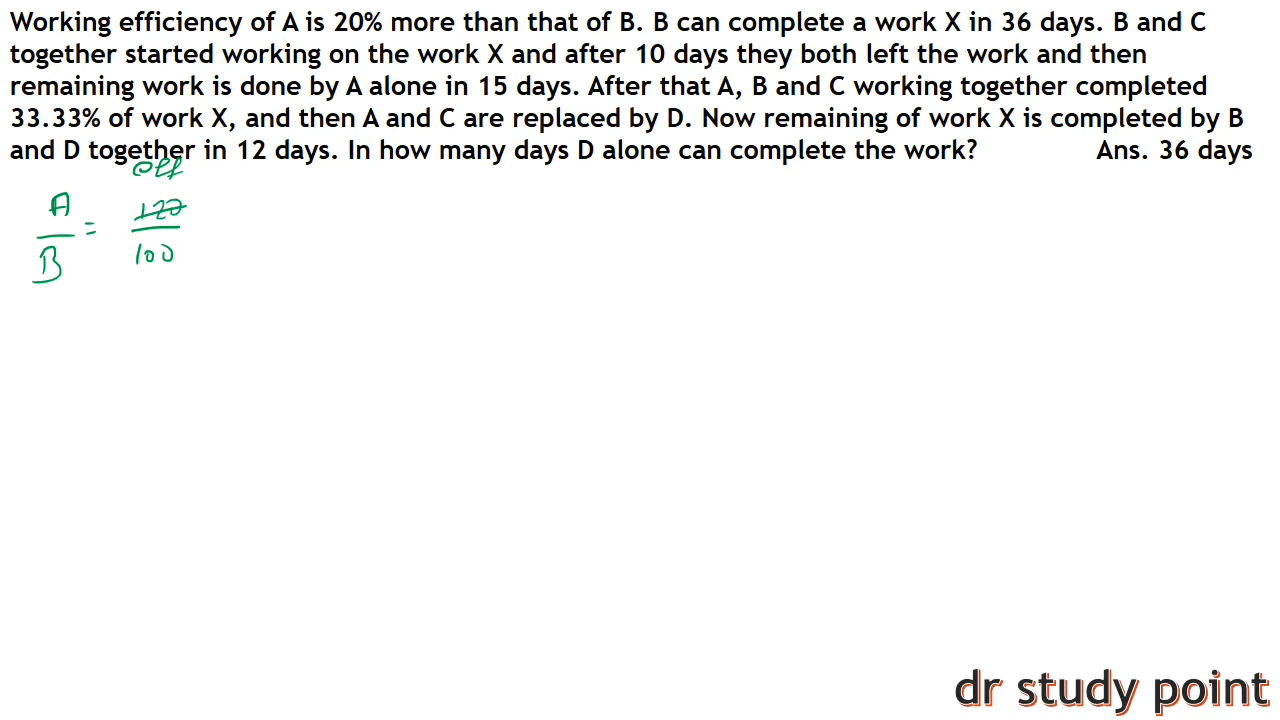 Working efficiency of A is 20% more than that of B. B can complete a work X in 36 days. B and C
together started working on the work X and after 10 days they both left the work and then
remaining work is done by A alone in 15 days. After that A, B and C working together completed
33.33% of work X, and then A and C are replaced by D. Now remaining of work X is completed by B
and D together in 12 days. In how many days D alone can complete the work? Ans. 36 days
eff
A
120
=
B
100
dr study point